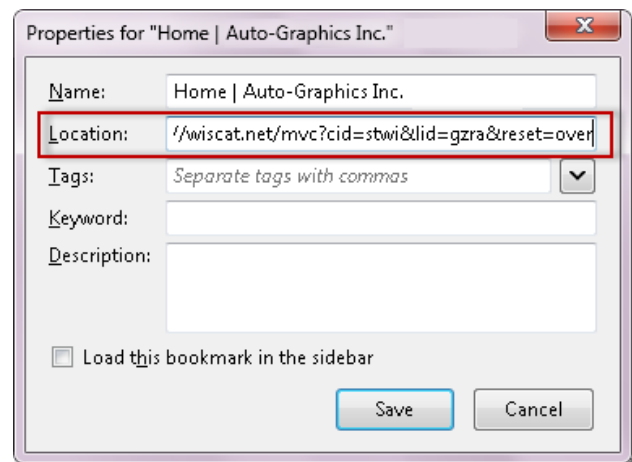 Properties for "Home | Auto-Graphics Inc."
Name: Home | Auto-Graphics Inc.
Location: //wiscat.net/mvc?cid=stwi&lid=gzra&reset=over
Tags: Separate tags with commas
Keyword:
Description:
Load this bookmark in the sidebar
Save Cancel